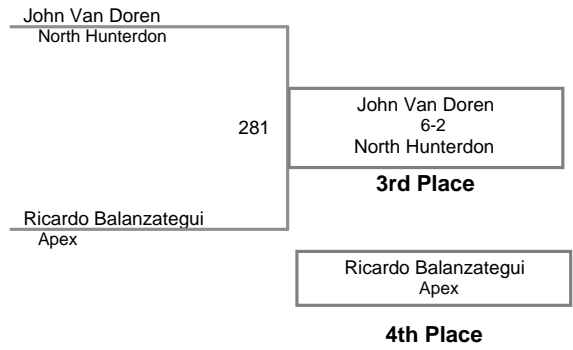 John Van Doren
North Hunterdon
281
John Van Doren
6-2
North Hunterdon
3rd Place
Ricardo Balanzategui
Apex
Ricardo Balanzategui
Apex
4th Place